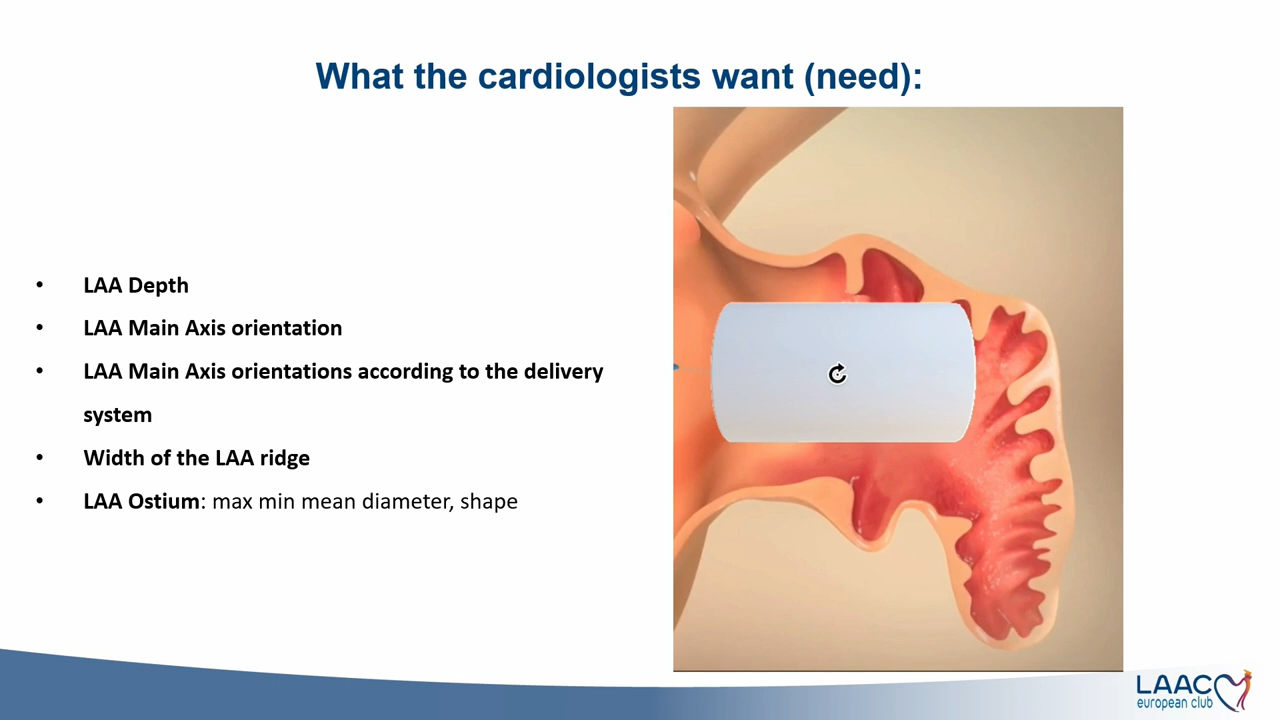 What the cardiologists want (need):
• LAA Depth
• LAA Main Axis orientation
• LAA Main Axis orientations according to the delivery
system
• Width of the LAA ridge
• LAA Ostium: max min mean diameter, shape
LAAC
european club